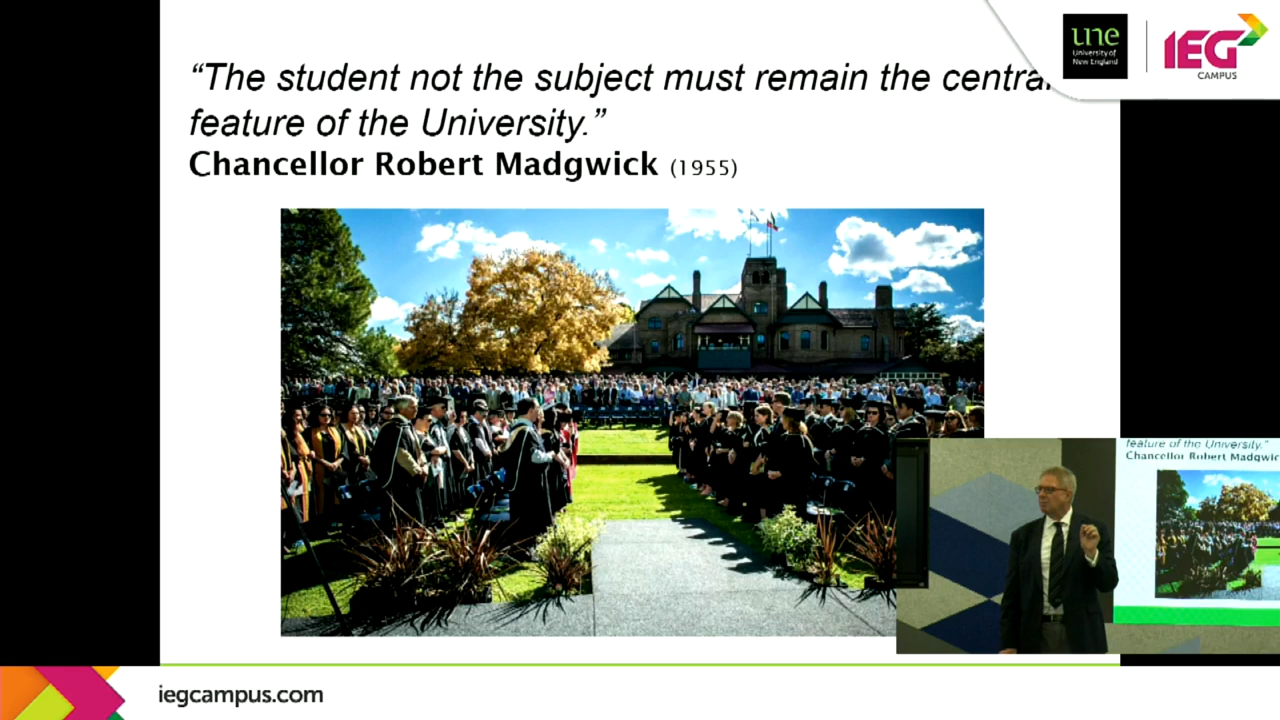 une
University of
New England
IEG
CAMPUS
“The student not the subject must remain the central
feature of the University.”
Chancellor Robert Madgwick (1955)
feature of the University."
Chancellor Robert Madgwic
iegcampus.com